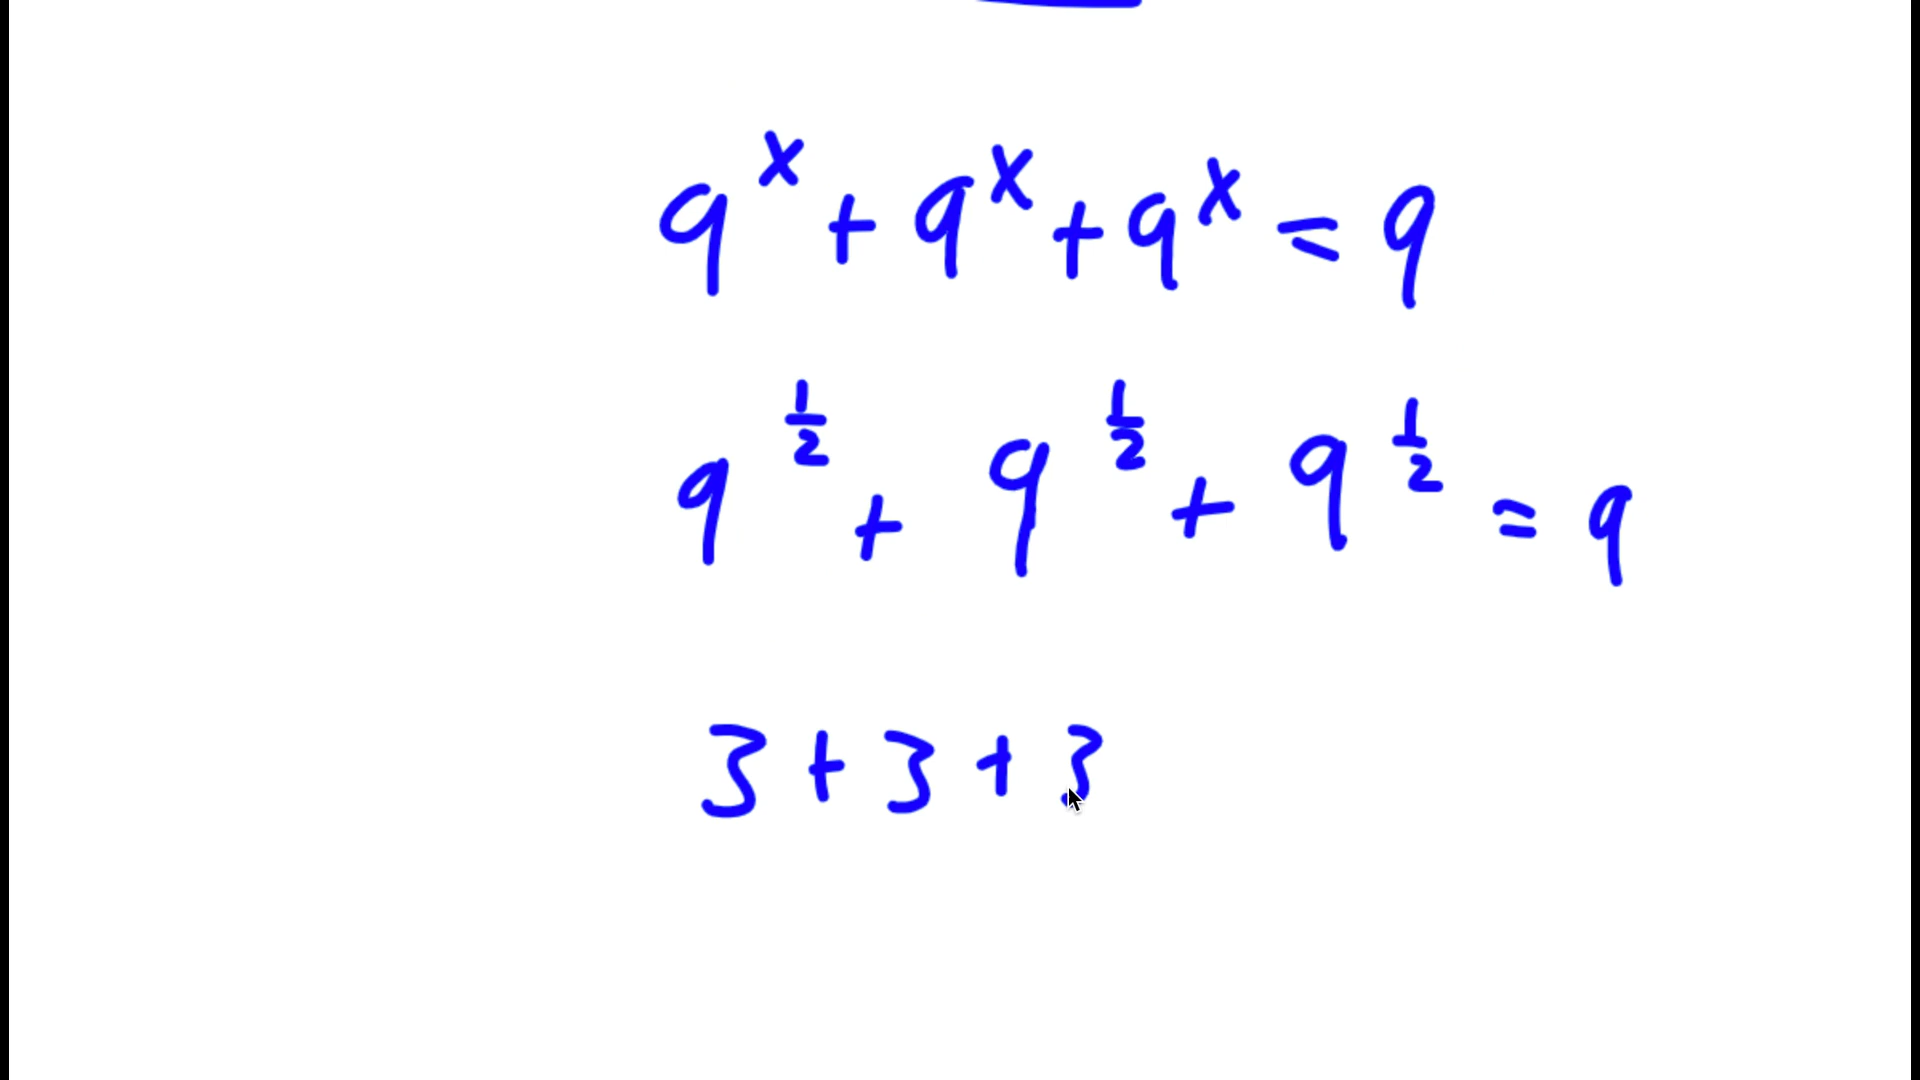 9^x + 9^x + 9^x = 9
9^½ + 9^½ + 9^½ = 9
3 + 3 + 3